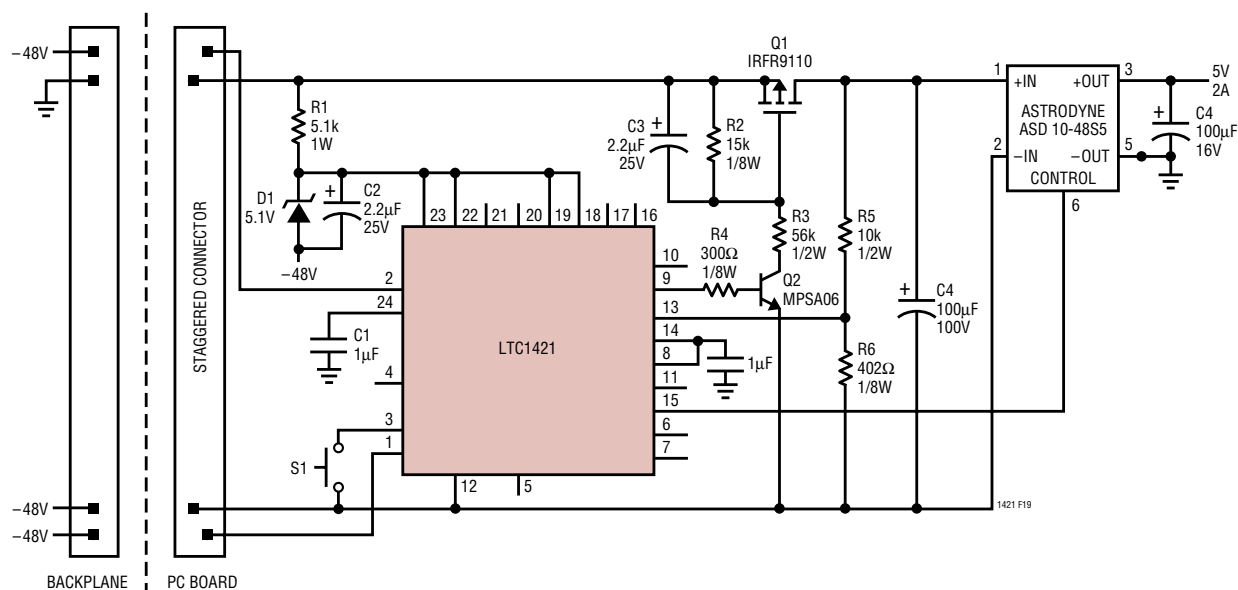 −48V
−48V
−48V
BACKPLANE
PC BOARD
STAGGERED CONNECTOR
R1
5.1k
1W
D1
5.1V
−48V
+
C2
2.2µF
25V
23
22
21
20
19
18
17
16
2
24
C1
1µF
4
3
1
S1
12
5
LTC1421
10
9
13
14
8
11
15
6
7
1µF
R4
300Ω
1/8W
C3
2.2µF
25V
+
R2
15k
1/8W
Q1
IRFR9110
R3
56k
1/2W
Q2
MPSA06
R5
10k
1/2W
R6
402Ω
1/8W
+
C4
100µF
100V
1
+IN
+OUT
3
ASTRODYNE
ASD 10-48S5
2
−IN
−OUT
5
CONTROL
6
5V
2A
+
C4
100µF
16V
1421 F19